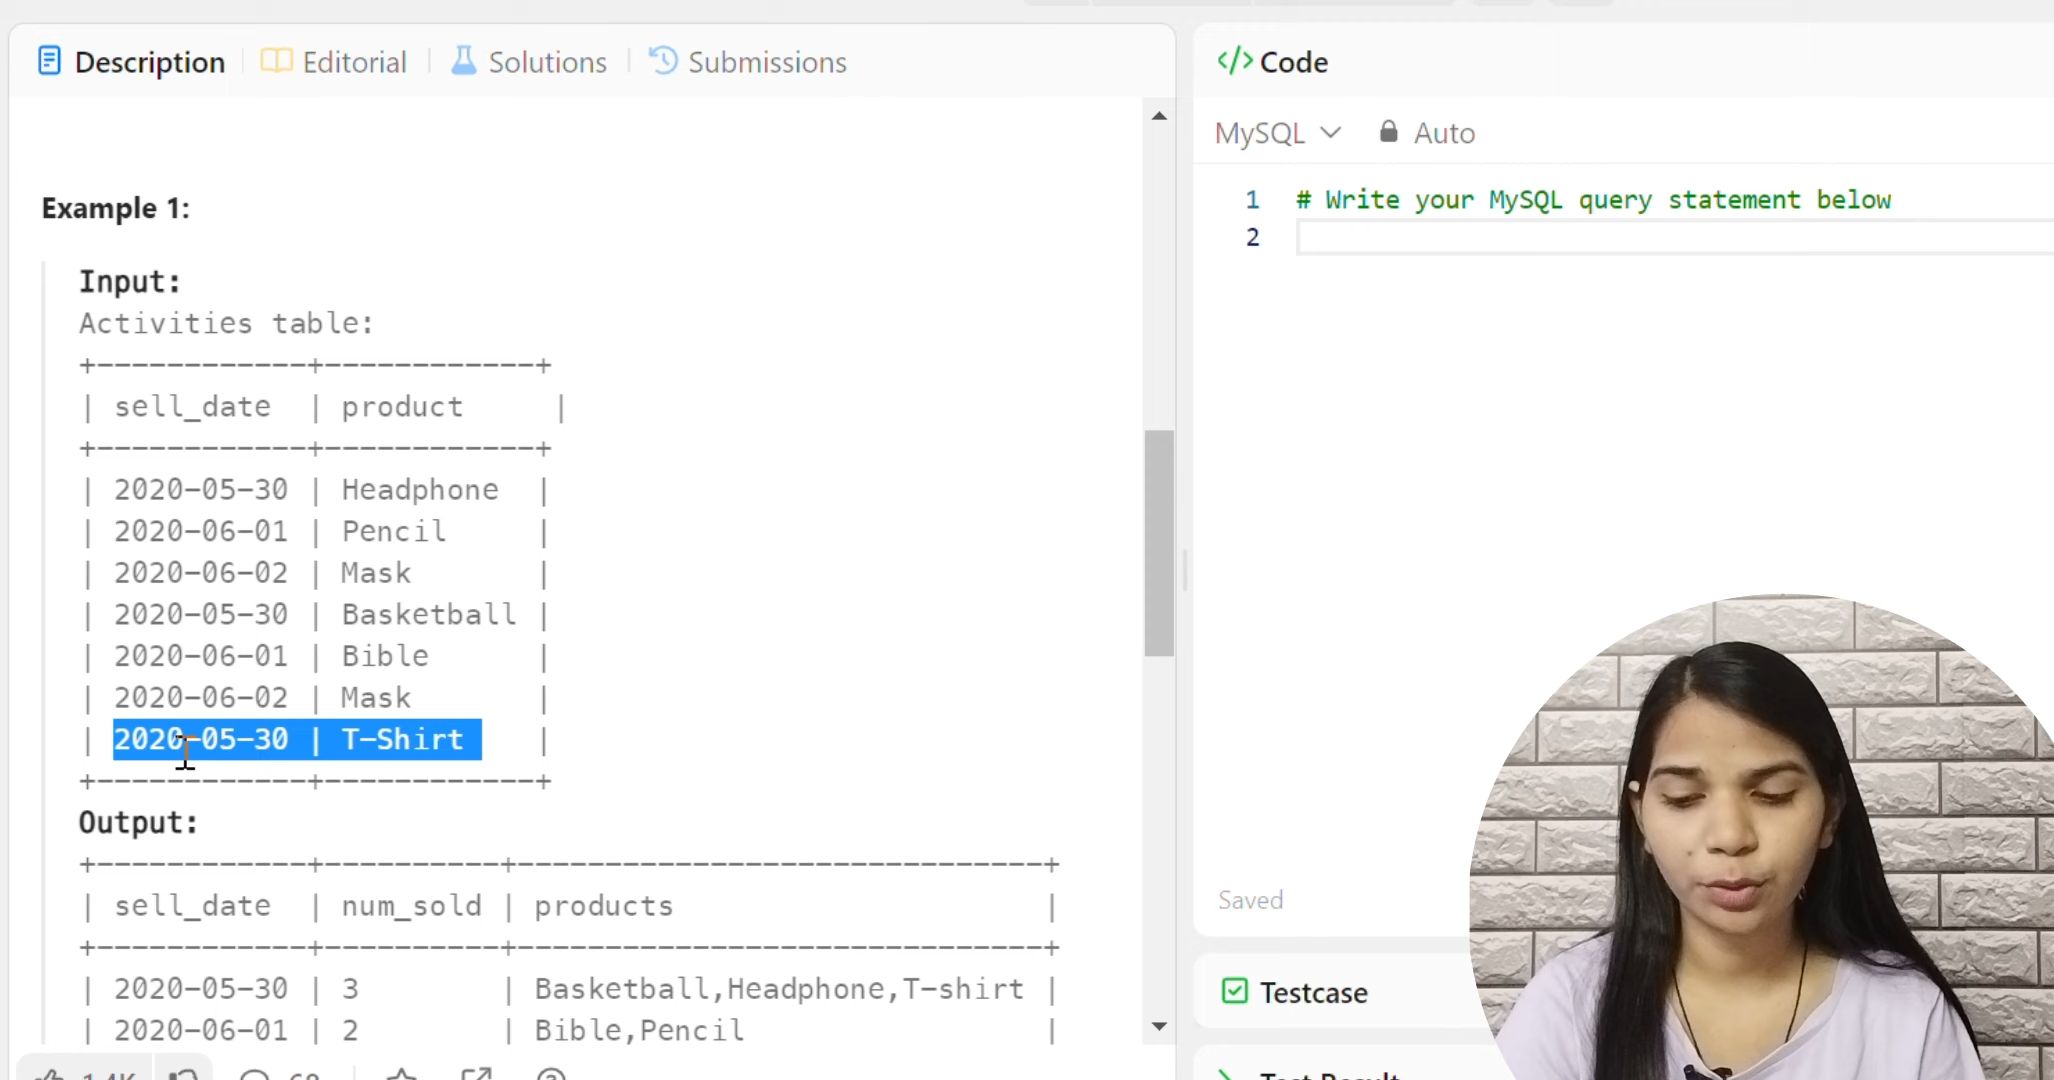 Description Editorial Solutions Submissions
Example 1:
Input:
Activities table:
+------------+------------+
| sell_date  | product     |
+------------+------------+
| 2020-05-30 | Headphone  |
| 2020-06-01 | Pencil     |
| 2020-06-02 | Mask       |
| 2020-05-30 | Basketball |
| 2020-06-01 | Bible      |
| 2020-06-02 | Mask       |
| 2020-05-30 | T-Shirt    |
+------------+------------+
Output:
+------------+----------+------------------------------+
| sell_date  | num_sold | products                     |
+------------+----------+------------------------------+
| 2020-05-30 | 3        | Basketball,Headphone,T-shirt |
| 2020-06-01 | 2        | Bible,Pencil                 |
</> Code
MySQL Auto
1 # Write your MySQL query statement below
2
Saved
Testcase